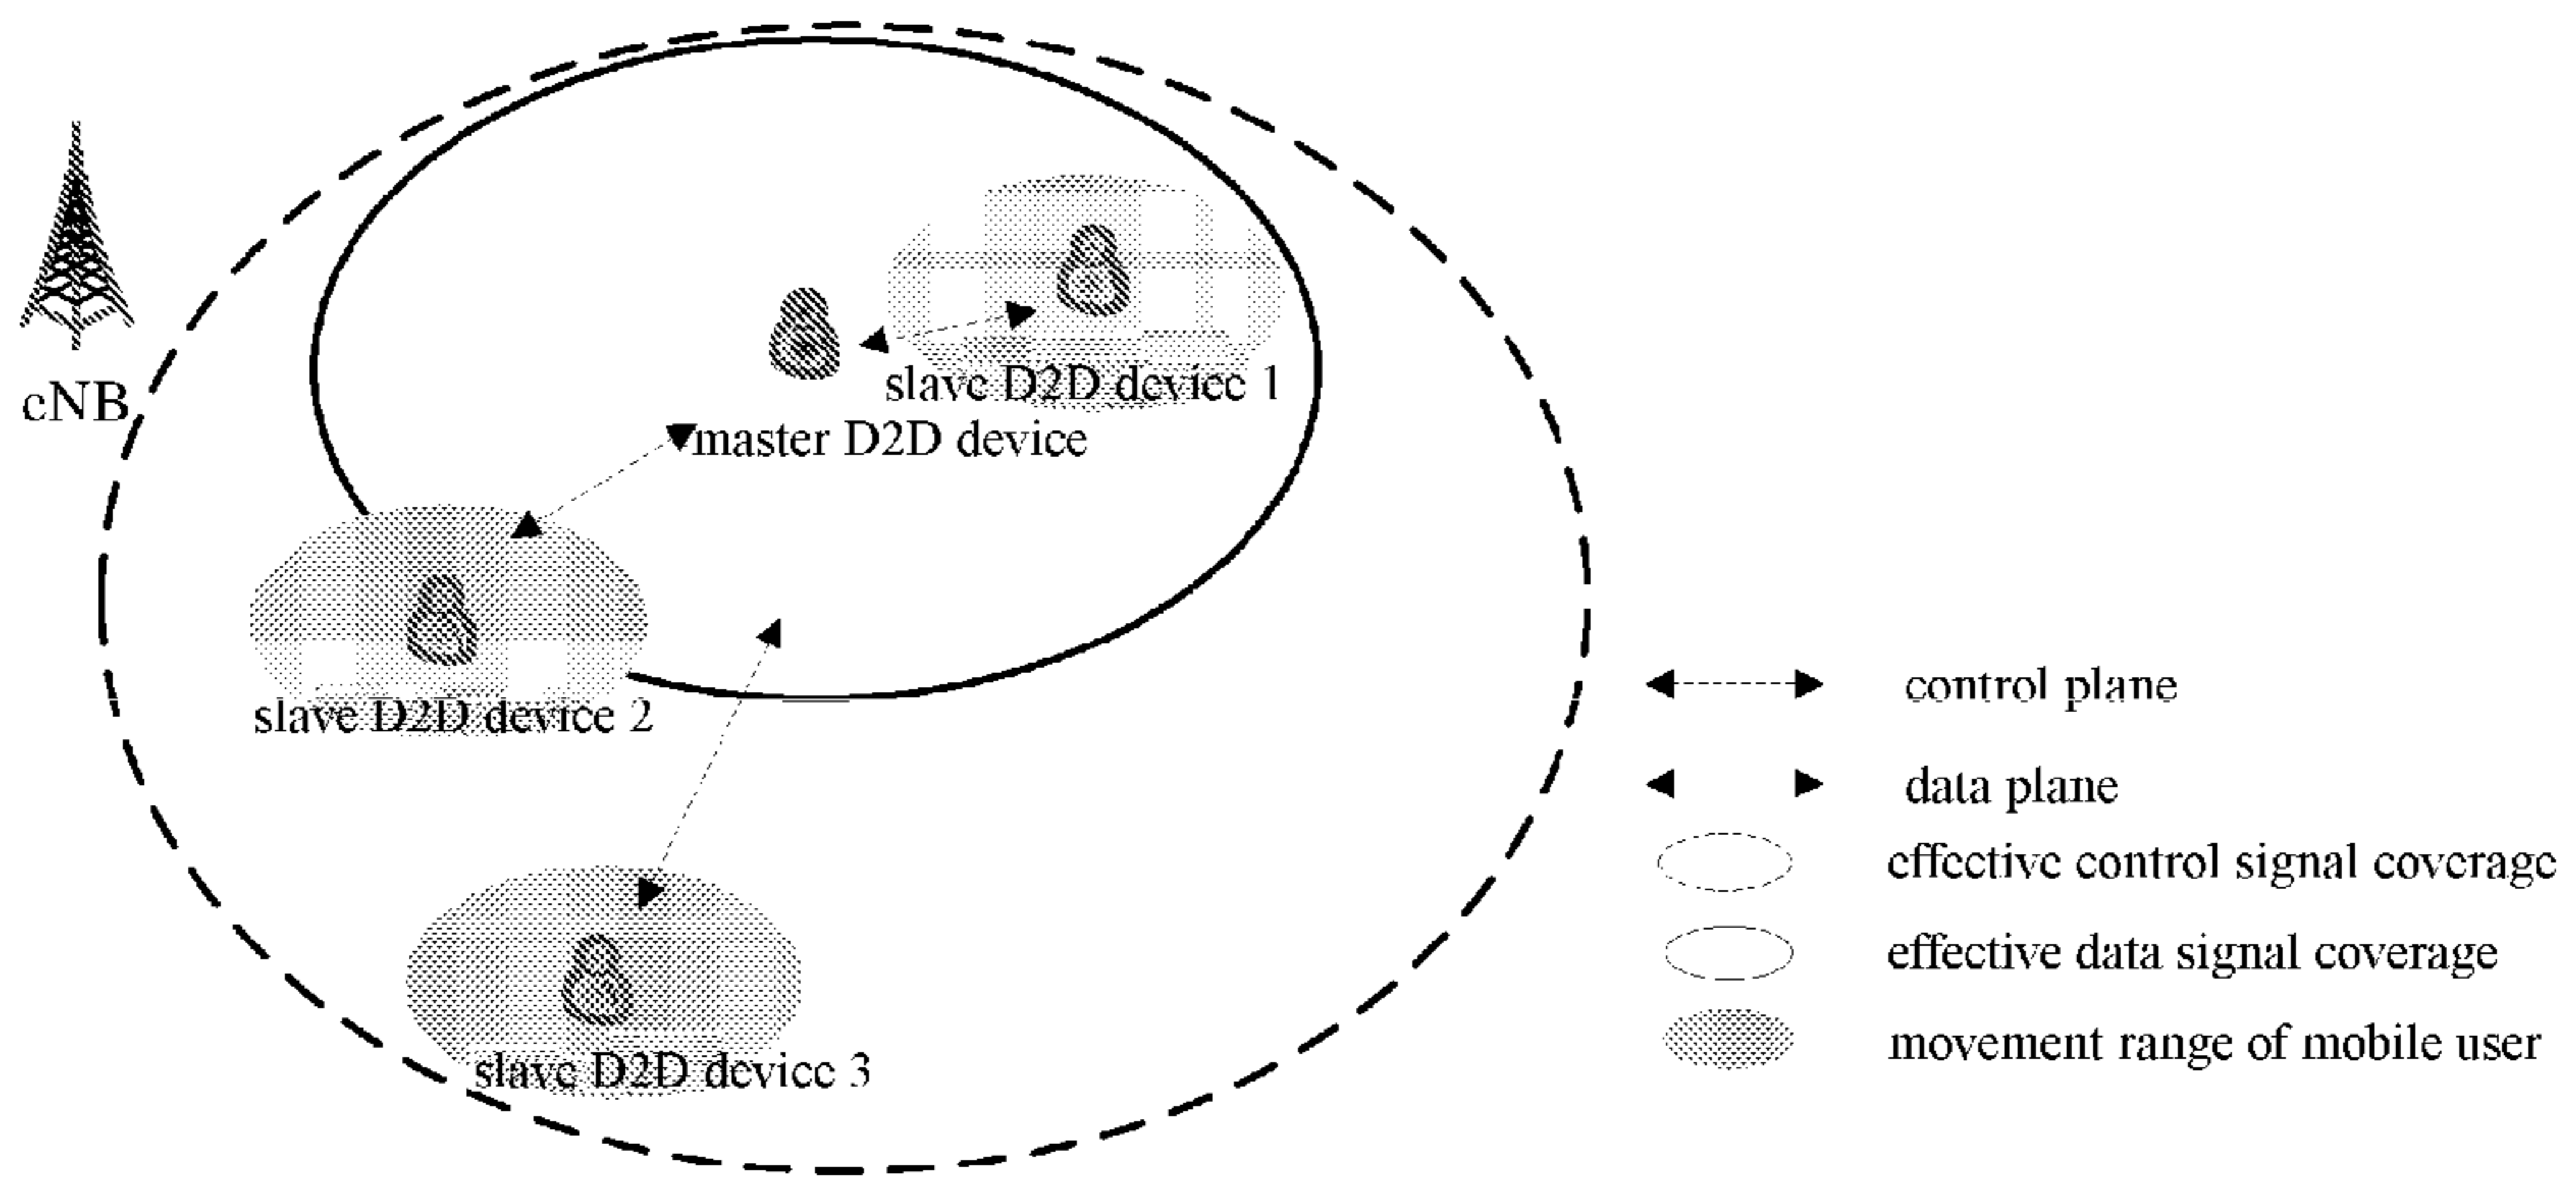 slave D2D device 1
eNB
master D2D device
slave D2D device 2
slave D2D device 3
control plane
data plane
effective control signal coverage
effective data signal coverage
movement range of mobile user